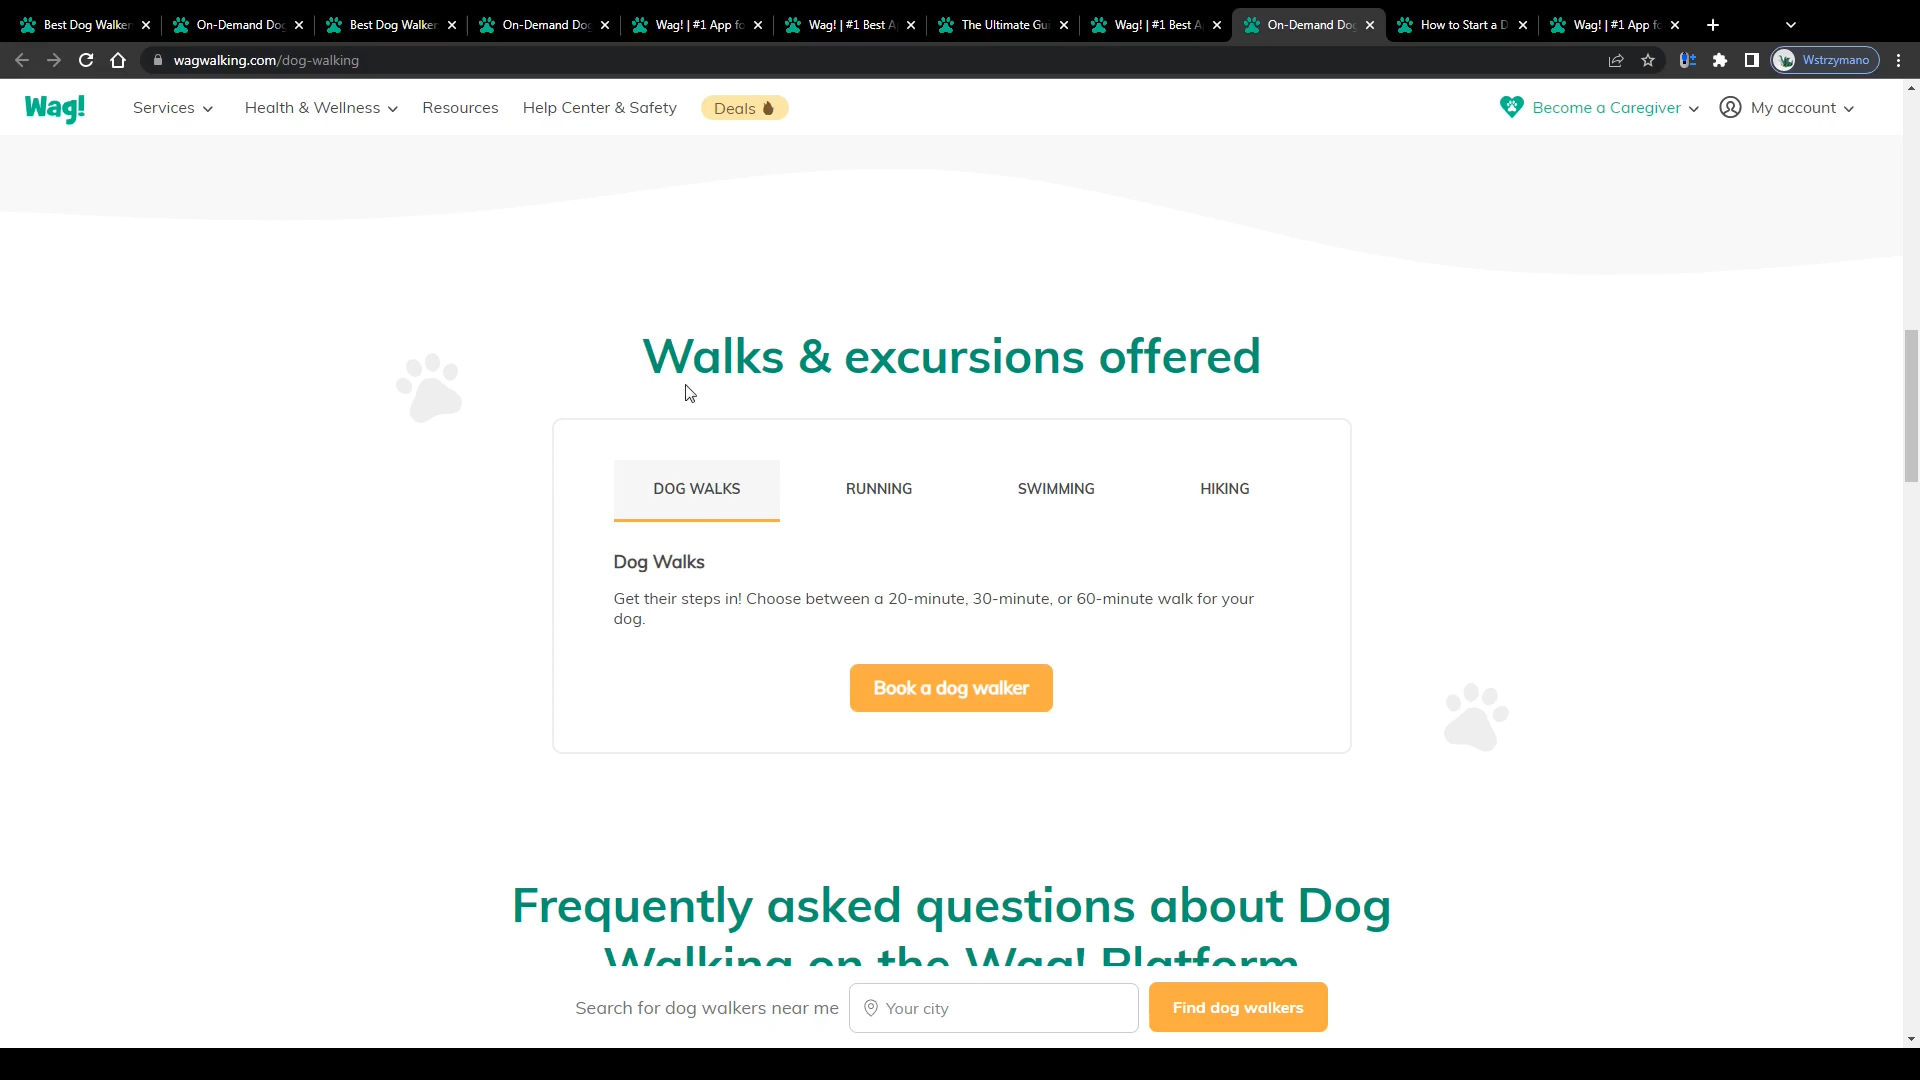 Best Dog Walker
On-Demand Do
Best Dog Walker
On-Demand Do
Wag! | #1 App fo
Wag! | #1 Best A
The Ultimate Gu
Wag! | #1 Best A
On-Demand Do
How to Start a D
Wag! | #1 App fo
wagwalking.com/dog-walking
Wstrzymano
Wag!
Services
Health & Wellness
Resources
Help Center & Safety
Deals
Become a Caregiver
My account
Walks & excursions offered
DOG WALKS
RUNNING
SWIMMING
HIKING
Dog Walks
Get their steps in! Choose between a 20-minute, 30-minute, or 60-minute walk for your
dog.
Book a dog walker
Frequently asked questions about Dog
Walking on the Wag! Platform
Search for dog walkers near me
Your city
Find dog walkers